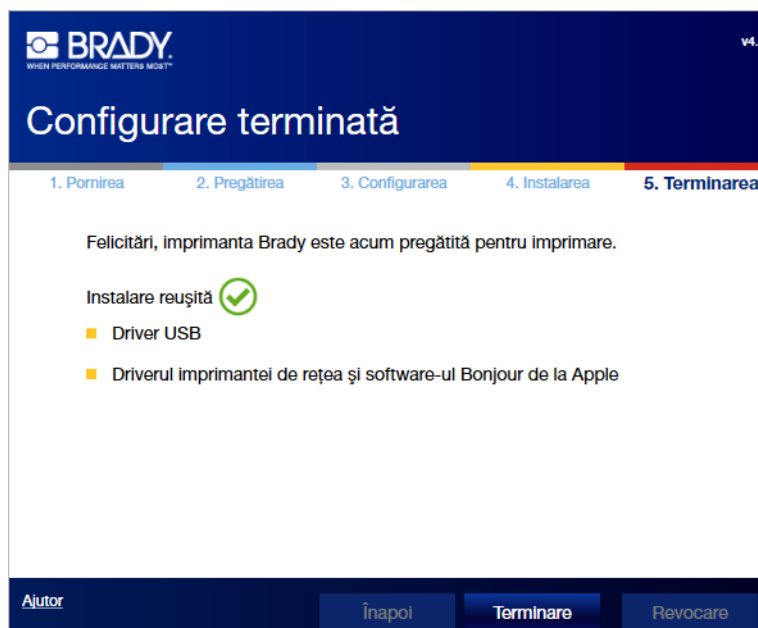 BRADY.
WHEN PERFORMANCE MATTERS MOST™
v4.
Configurare terminată
1. Pornirea 2. Pregătirea 3. Configurarea 4. Instalarea 5. Terminarea
Felicitări, imprimanta Brady este acum pregătită pentru imprimare.
Instalare reuşită
Driver USB
Driverul imprimantei de reţea şi software-ul Bonjour de la Apple
Ajutor
Înapoi Terminare Revocare